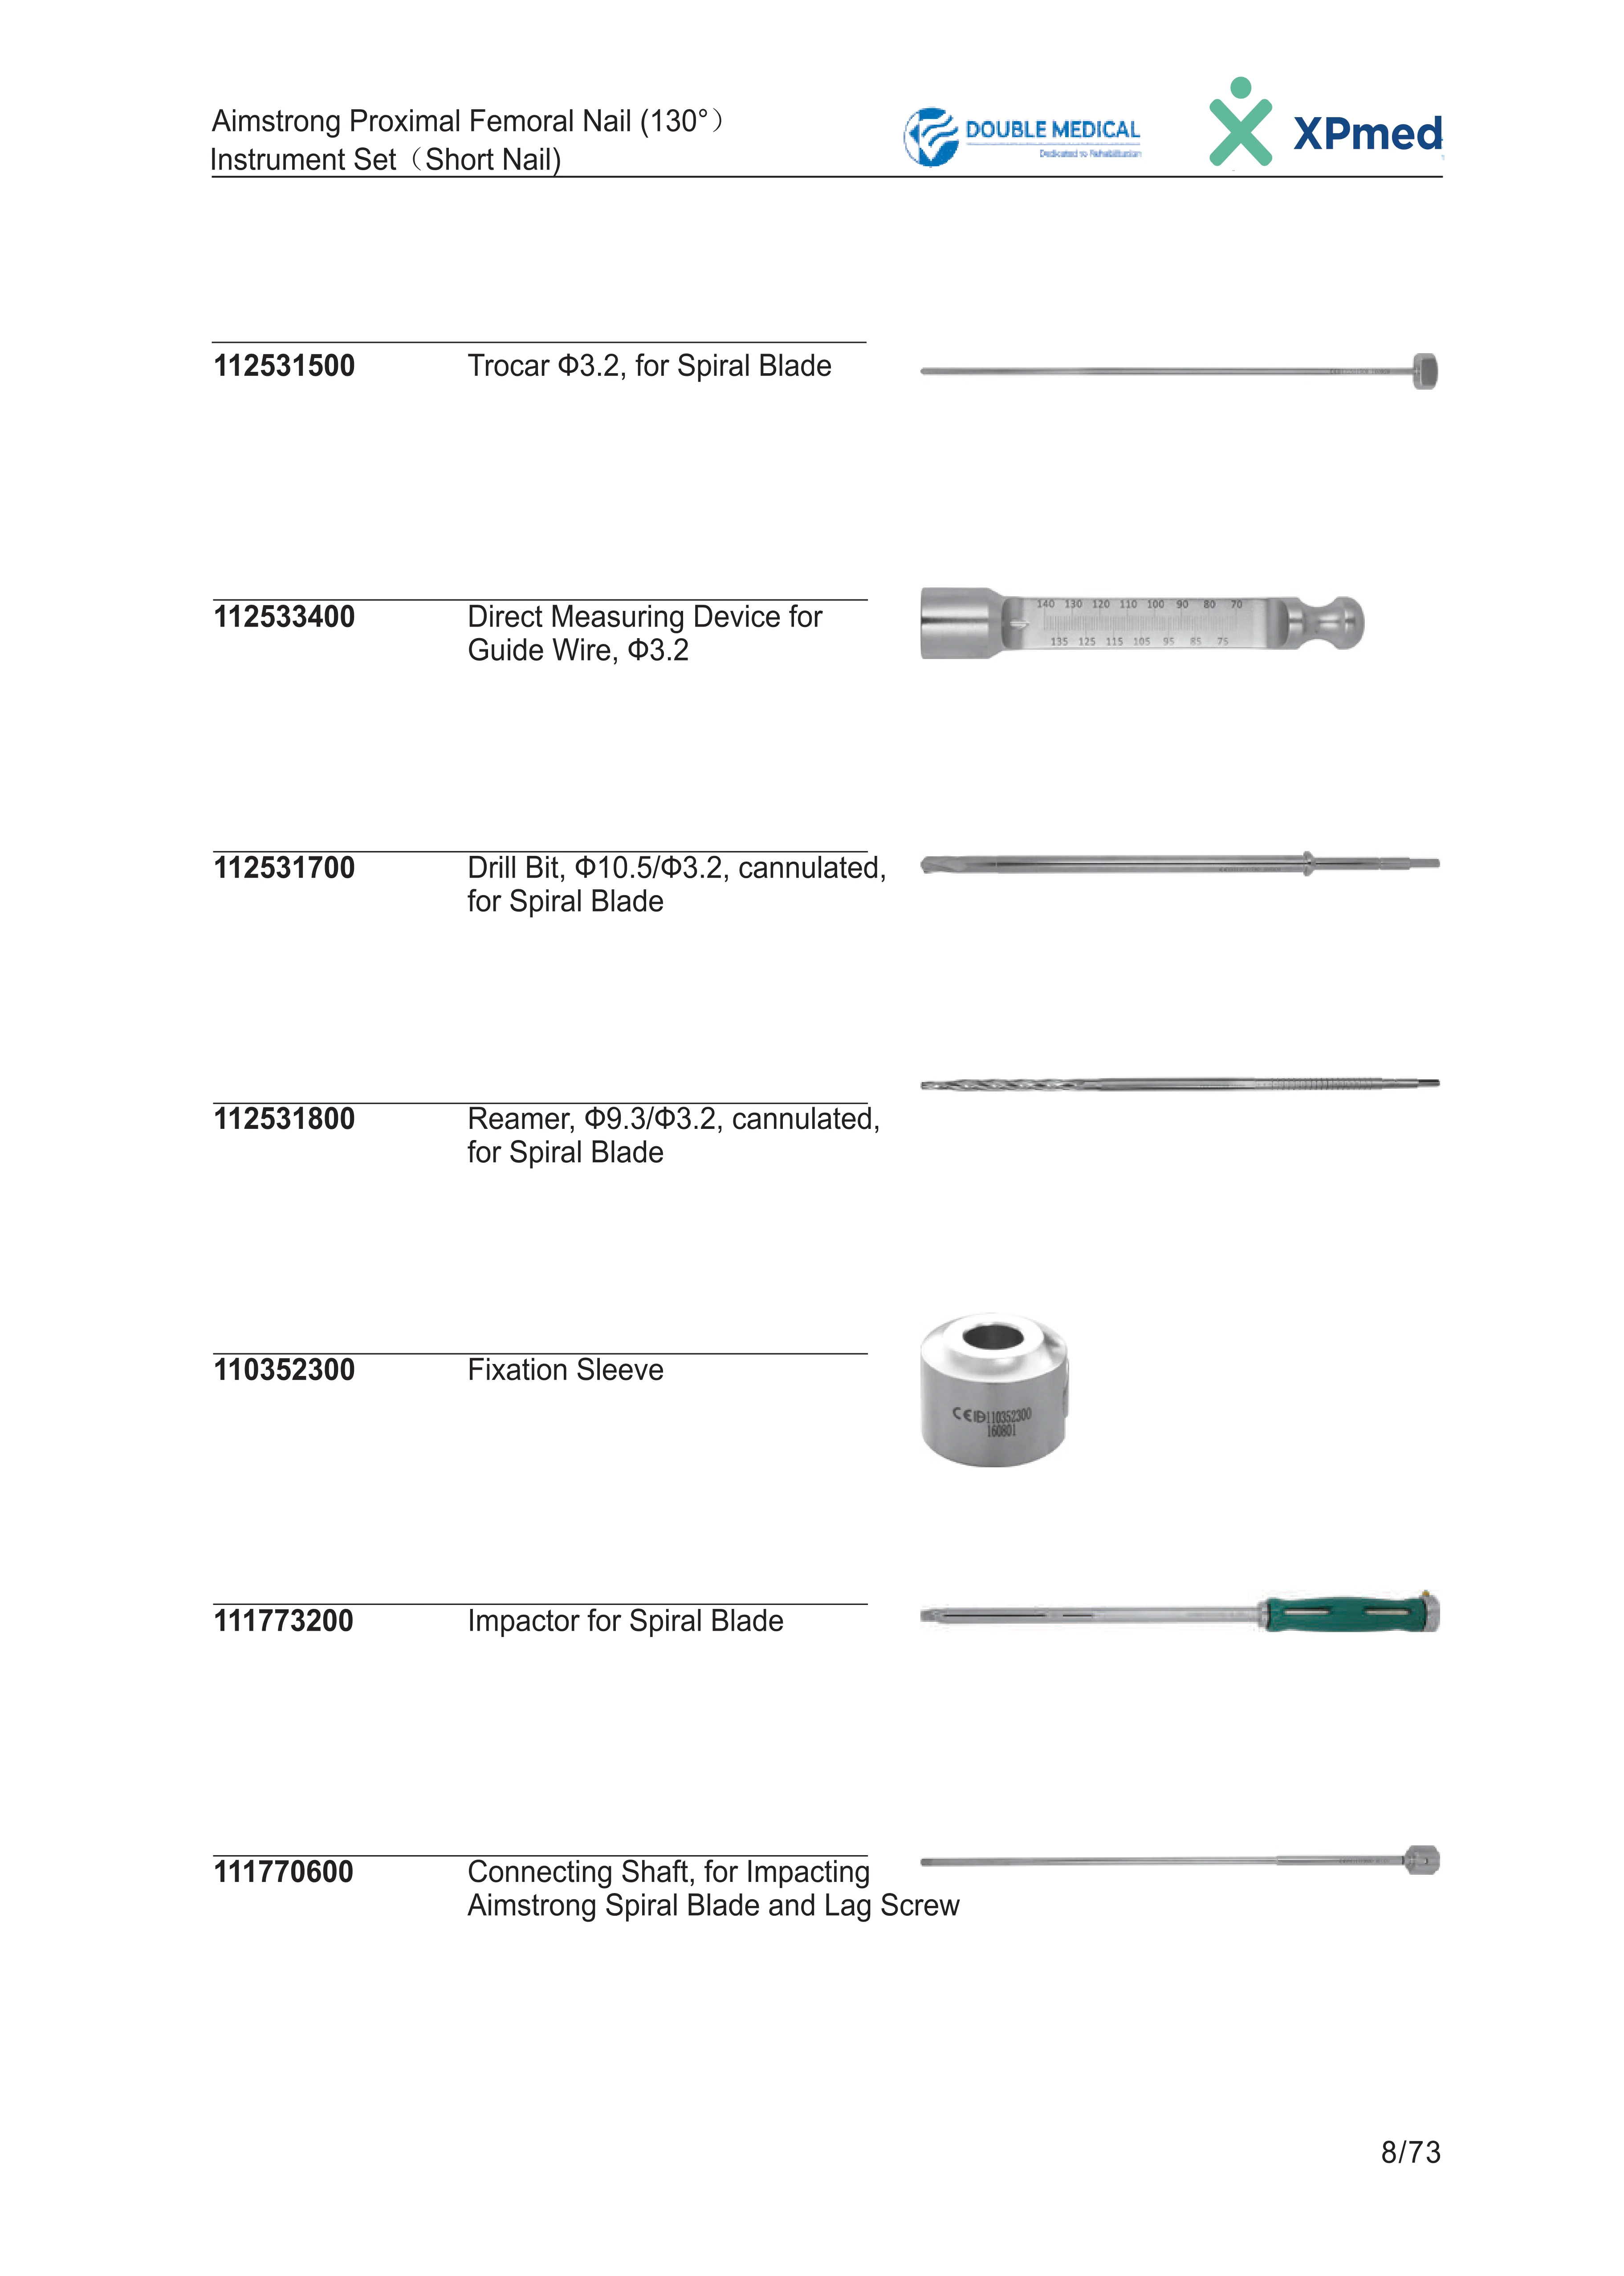 Aimstrong Proximal Femoral Nail (130°）
Instrument Set（Short Nail)
DOUBLE MEDICAL
Dedicated to Rehabilitation
XPmed
112531500 Trocar Φ3.2, for Spiral Blade
112533400 Direct Measuring Device for
Guide Wire, Φ3.2
140 130 120 110 100 90 80 70
135 125 115 105 95 85 75
112531700 Drill Bit, Φ10.5/Φ3.2, cannulated,
for Spiral Blade
112531800 Reamer, Φ9.3/Φ3.2, cannulated,
for Spiral Blade
110352300 Fixation Sleeve
CE 110352300
160801
111773200 Impactor for Spiral Blade
111770600 Connecting Shaft, for Impacting
Aimstrong Spiral Blade and Lag Screw
8/73